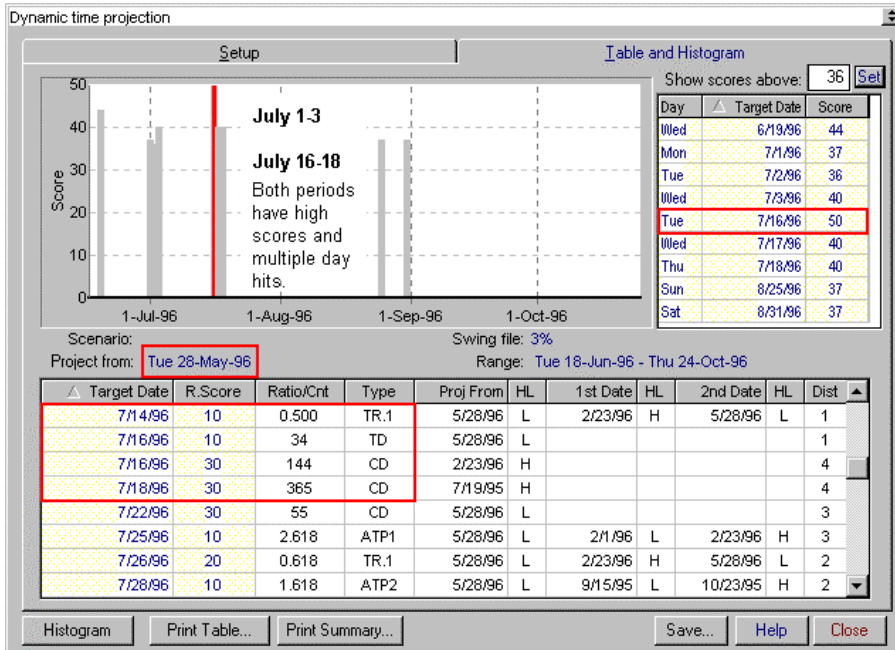 Dynamic time projection
Setup
Table and Histogram
Show scores above: 36 Set
Score
50
40
30
20
10
0
1-Jul-96 1-Aug-96 1-Sep-96 1-Oct-96
July 1-3
July 16-18
Both periods
have high
scores and
multiple day
hits.
Day Target Date Score
Wed 6/19/96 44
Mon 7/1/96 37
Tue 7/2/96 36
Wed 7/3/96 40
Tue 7/16/96 50
Wed 7/17/96 40
Thu 7/18/96 40
Sun 8/25/96 37
Sat 8/31/96 37
Scenario: Swing file: 3%
Project from: Tue 28-May-96 Range: Tue 18-Jun-96 - Thu 24-Oct-96
Target Date R.Score Ratio/Cnt Type Proj From HL 1st Date HL 2nd Date HL Dist
7/14/96 10 0.500 TR.1 5/28/96 L 2/23/96 H 5/28/96 L 1
7/16/96 10 34 TD 5/28/96 L 1
7/16/96 30 144 CD 2/23/96 H 4
7/18/96 30 365 CD 7/19/95 H 4
7/22/96 30 55 CD 5/28/96 L 3
7/25/96 10 2.618 ATP1 5/28/96 L 2/1/96 L 2/23/96 H 3
7/26/96 20 0.618 TR.1 5/28/96 L 2/23/96 H 5/28/96 L 2
7/28/96 10 1.618 ATP2 5/28/96 L 9/15/95 L 10/23/95 H 2
Histogram Print Table... Print Summary... Save... Help Close